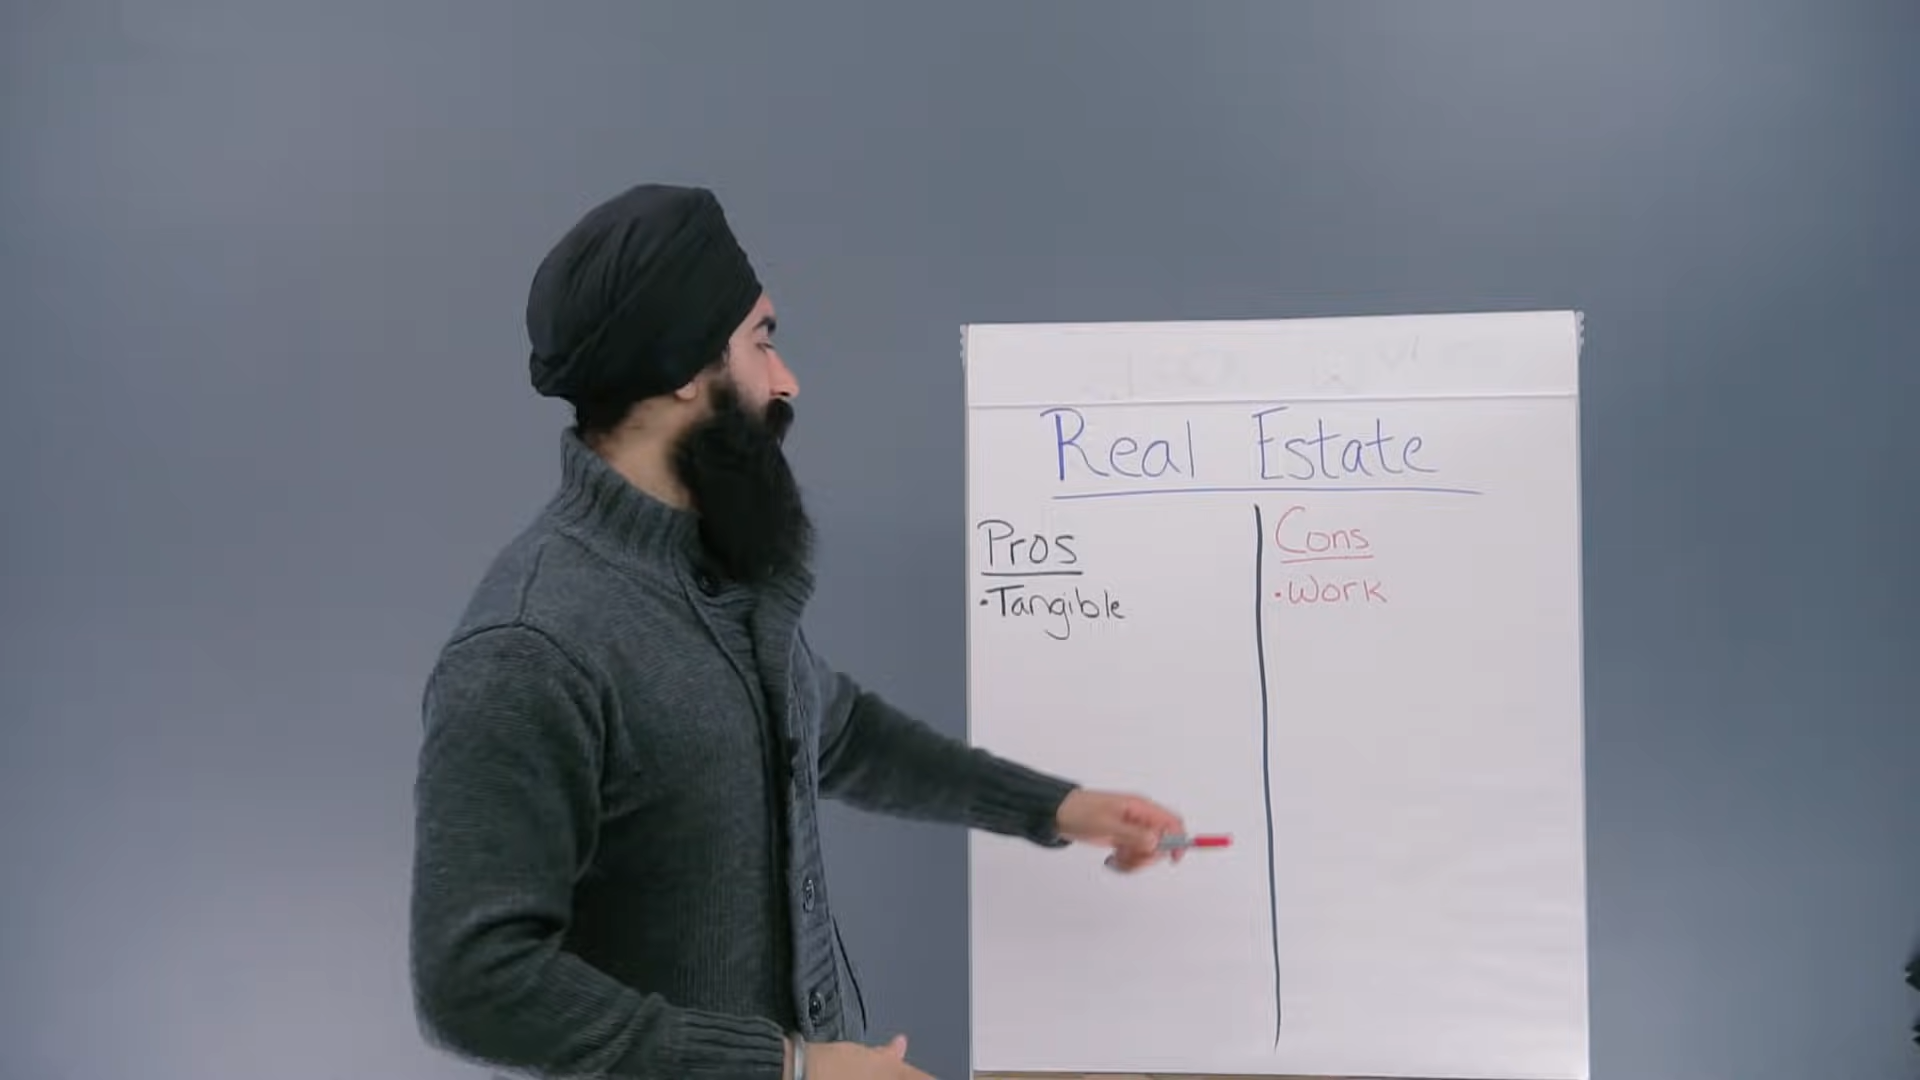 Real Estate
Pros
•Tangible
Cons
•Work